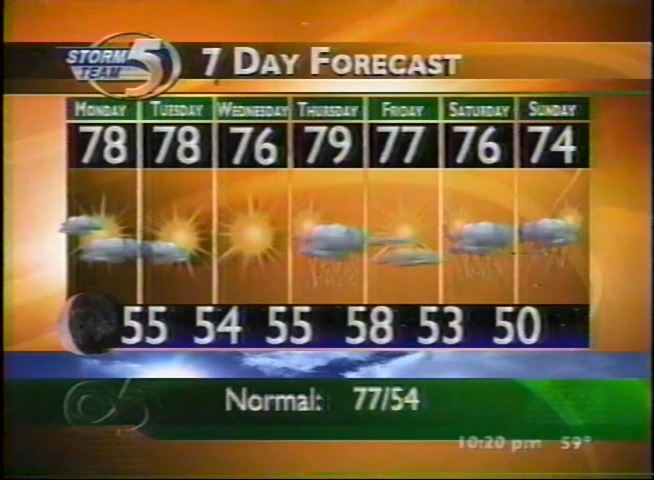 STORM TEAM 5
7 DAY FORECAST
MONDAY TUESDAY WEDNESDAY THURSDAY FRIDAY SATURDAY SUNDAY
78 78 76 79 77 76 74
55 54 55 58 53 50
5
Normal: 77/54
10:20 pm 59°